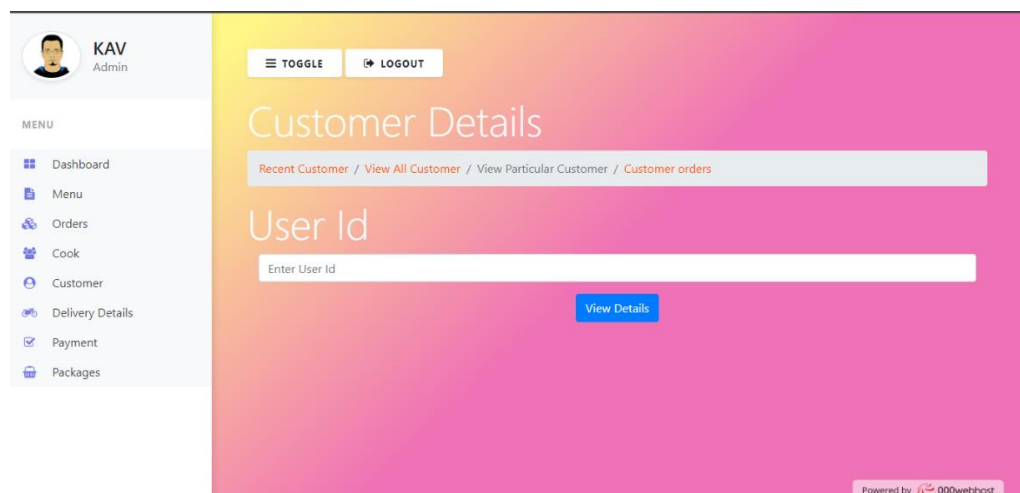 KAV
Admin
MENU
Dashboard
Menu
Orders
Cook
Customer
Delivery Details
Payment
Packages
TOGGLE
LOGOUT
Customer Details
Recent Customer / View All Customer / View Particular Customer / Customer orders
User Id
Enter User Id
View Details
Powered by 000webhost